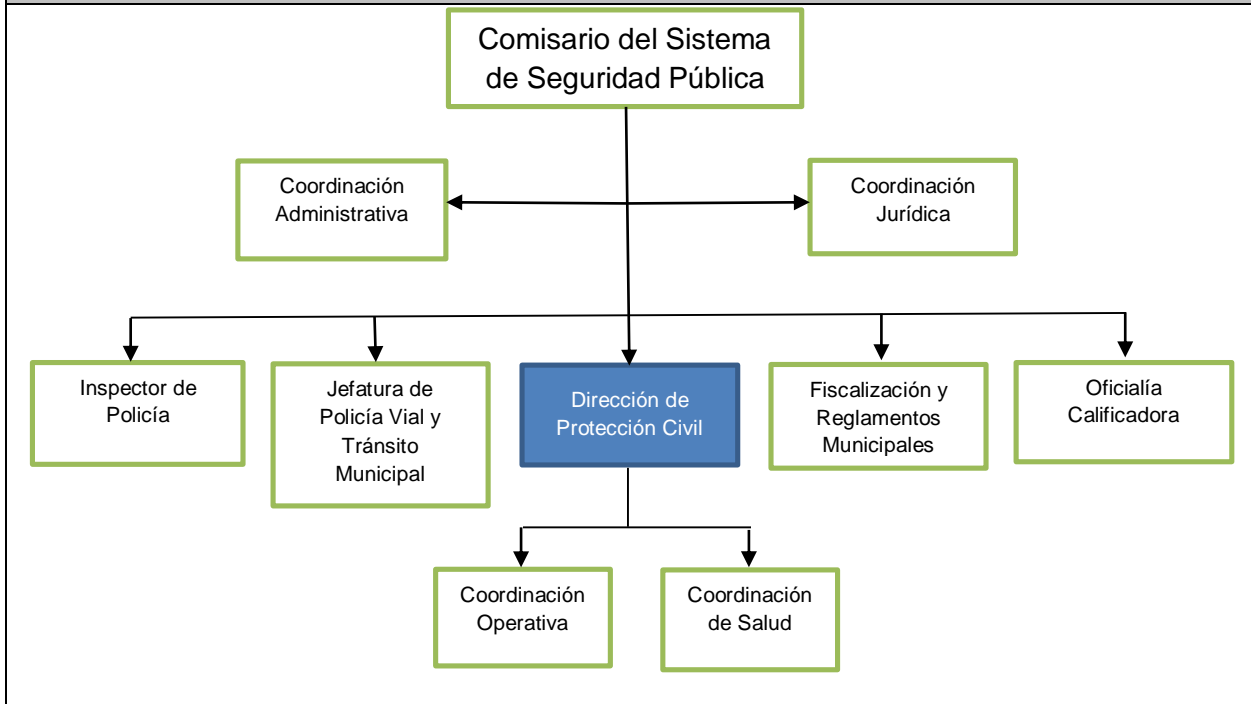 Comisario del Sistema
de Seguridad Pública
Coordinación
Administrativa
Coordinación
Jurídica
Inspector de
Policía
Jefatura de
Policía Vial y
Tránsito
Municipal
Dirección de
Protección Civil
Fiscalización y
Reglamentos
Municipales
Oficialía
Calificadora
Coordinación
Operativa
Coordinación
de Salud